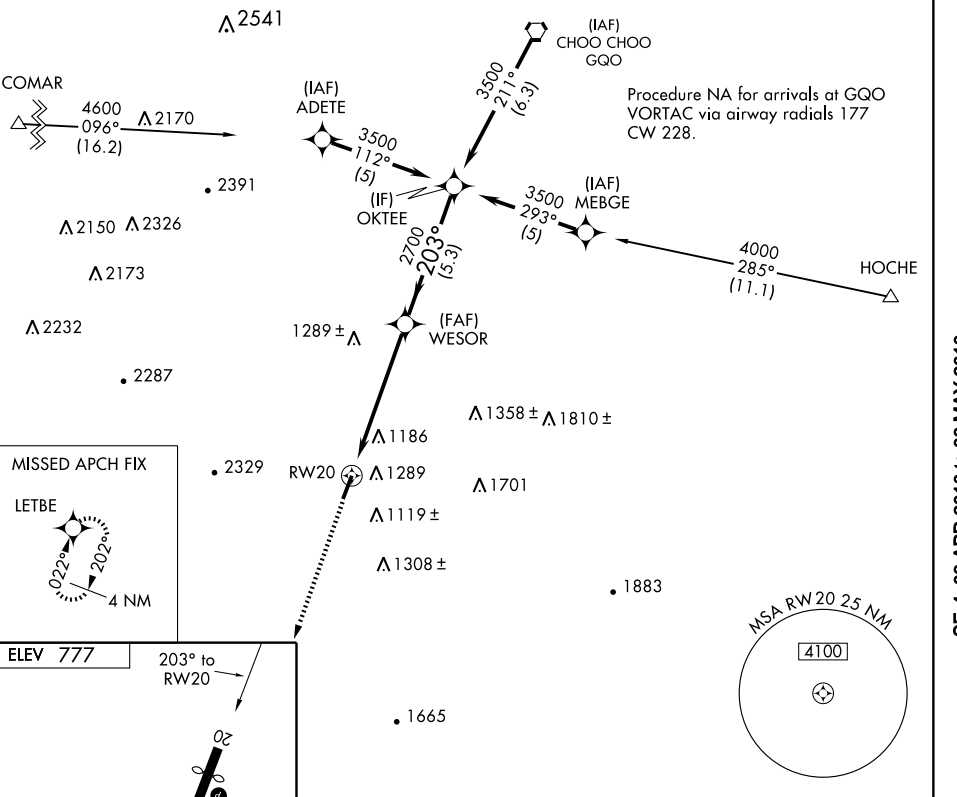 2541
(IAF)
CHOO CHOO
GQO
COMAR
4600
096°
(16.2)
2170
(IAF)
ADETE
3500
211°
(6.3)
Procedure NA for arrivals at GQO
VORTAC via airway radials 177
CW 228.
3500
112°
(5)
2391
(IF)
OKTEE
3500
293°
(5)
(IAF)
MEBGE
2150
2326
2700
203°
(5.3)
4000
285°
(11.1)
HOCHE
2173
2232
1289 ±
(FAF)
WESOR
2287
1358 ±
1810 ±
1186
MISSED APCH FIX
2329
RW20
1289
1701
LETBE
022°
202°
4 NM
1119 ±
1308 ±
1883
MSA RW20 25 NM
4100
ELEV 777
203° to
RW20
1665
20
P